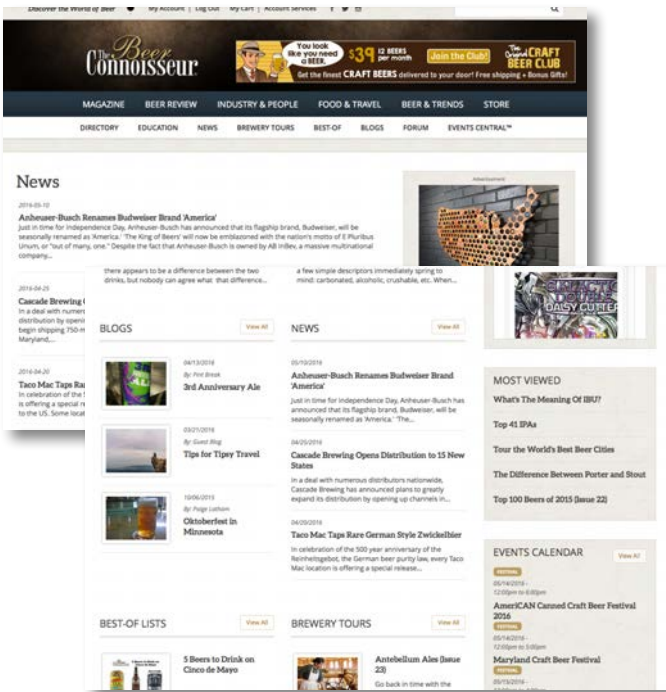 Discover the World of Beer My Account | Log Out My Cart | Account Services
The Beer
Connoisseur
You look
like you need
a BEER.
$39 12 BEERS
per month
Join the Club!
The Original CRAFT
BEER CLUB
Get the finest CRAFT BEERS delivered to your door! Free shipping + Bonus Gifts!
MAGAZINE BEER REVIEW INDUSTRY & PEOPLE FOOD & TRAVEL BEER & TRENDS STORE
DIRECTORY EDUCATION NEWS BREWERY TOURS BEST-OF BLOGS FORUM EVENTS CENTRAL™
News
Advertisement
2016-05-10
Anheuser-Busch Renames Budweiser Brand 'America'
Just in time for Independence Day, Anheuser-Busch has announced that its flagship brand, Budweiser, will be
seasonally renamed as 'America.' 'The King of Beers' will now be emblazoned with the nation's motto of E Pluribus
Unum, or "out of many, one." Despite the fact that Anheuser-Busch is owned by AB InBev, a massive multinational
company...
2016-04-25
Cascade Brewing
In a deal with numer
distribution by openi
begin shipping 750-m
Maryland,...
2016-04-20
Taco Mac Taps Ra
In celebration of the
is offering a special r
to the US. Some locat
there appears to be a difference between the two
drinks, but nobody can agree what that difference...
a few simple descriptors immediately spring to
mind: carbonated, alcoholic, crushable, etc. When...
BLOGS View All
04/13/2016
By: Pint Break
3rd Anniversary Ale
03/21/2016
By: Guest Blog
Tips for Tipsy Travel
10/06/2015
By: Paige Latham
Oktoberfest in
Minnesota
NEWS View All
05/10/2016
Anheuser-Busch Renames Budweiser Brand
'America'
Just in time for Independence Day, Anheuser-Busch has
announced that its flagship brand, Budweiser, will be
seasonally renamed as 'America.' 'The...
04/25/2016
Cascade Brewing Opens Distribution to 15 New
States
In a deal with numerous distributors nationwide,
Cascade Brewing has announced plans to greatly
expand its distribution by opening up channels in...
04/20/2016
Taco Mac Taps Rare German Style Zwickelbier
In celebration of the 500 year anniversary of the
Reinheitsgebot, the German beer purity law, every Taco
Mac location is offering a special release...
GALACTIC
DOUBLE
DAISY CUTTER
MOST VIEWED
What's The Meaning Of IBU?
Top 41 IPAs
Tour the World's Best Beer Cities
The Difference Between Porter and Stout
Top 100 Beers of 2015 (Issue 22)
EVENTS CALENDAR View All
FESTIVAL
05/14/2016 -
12:00pm to 6:00pm
AmeriCAN Canned Craft Beer Festival
2016
FESTIVAL
05/14/2016 -
12:00pm to 5:00pm
Maryland Craft Beer Festival
FESTIVAL
05/15/2016 -
BEST-OF LISTS View All
5 Beers to Drink on
Cinco de Mayo
BREWERY TOURS View All
Antebellum Ales (Issue
23)
Go back in time with the